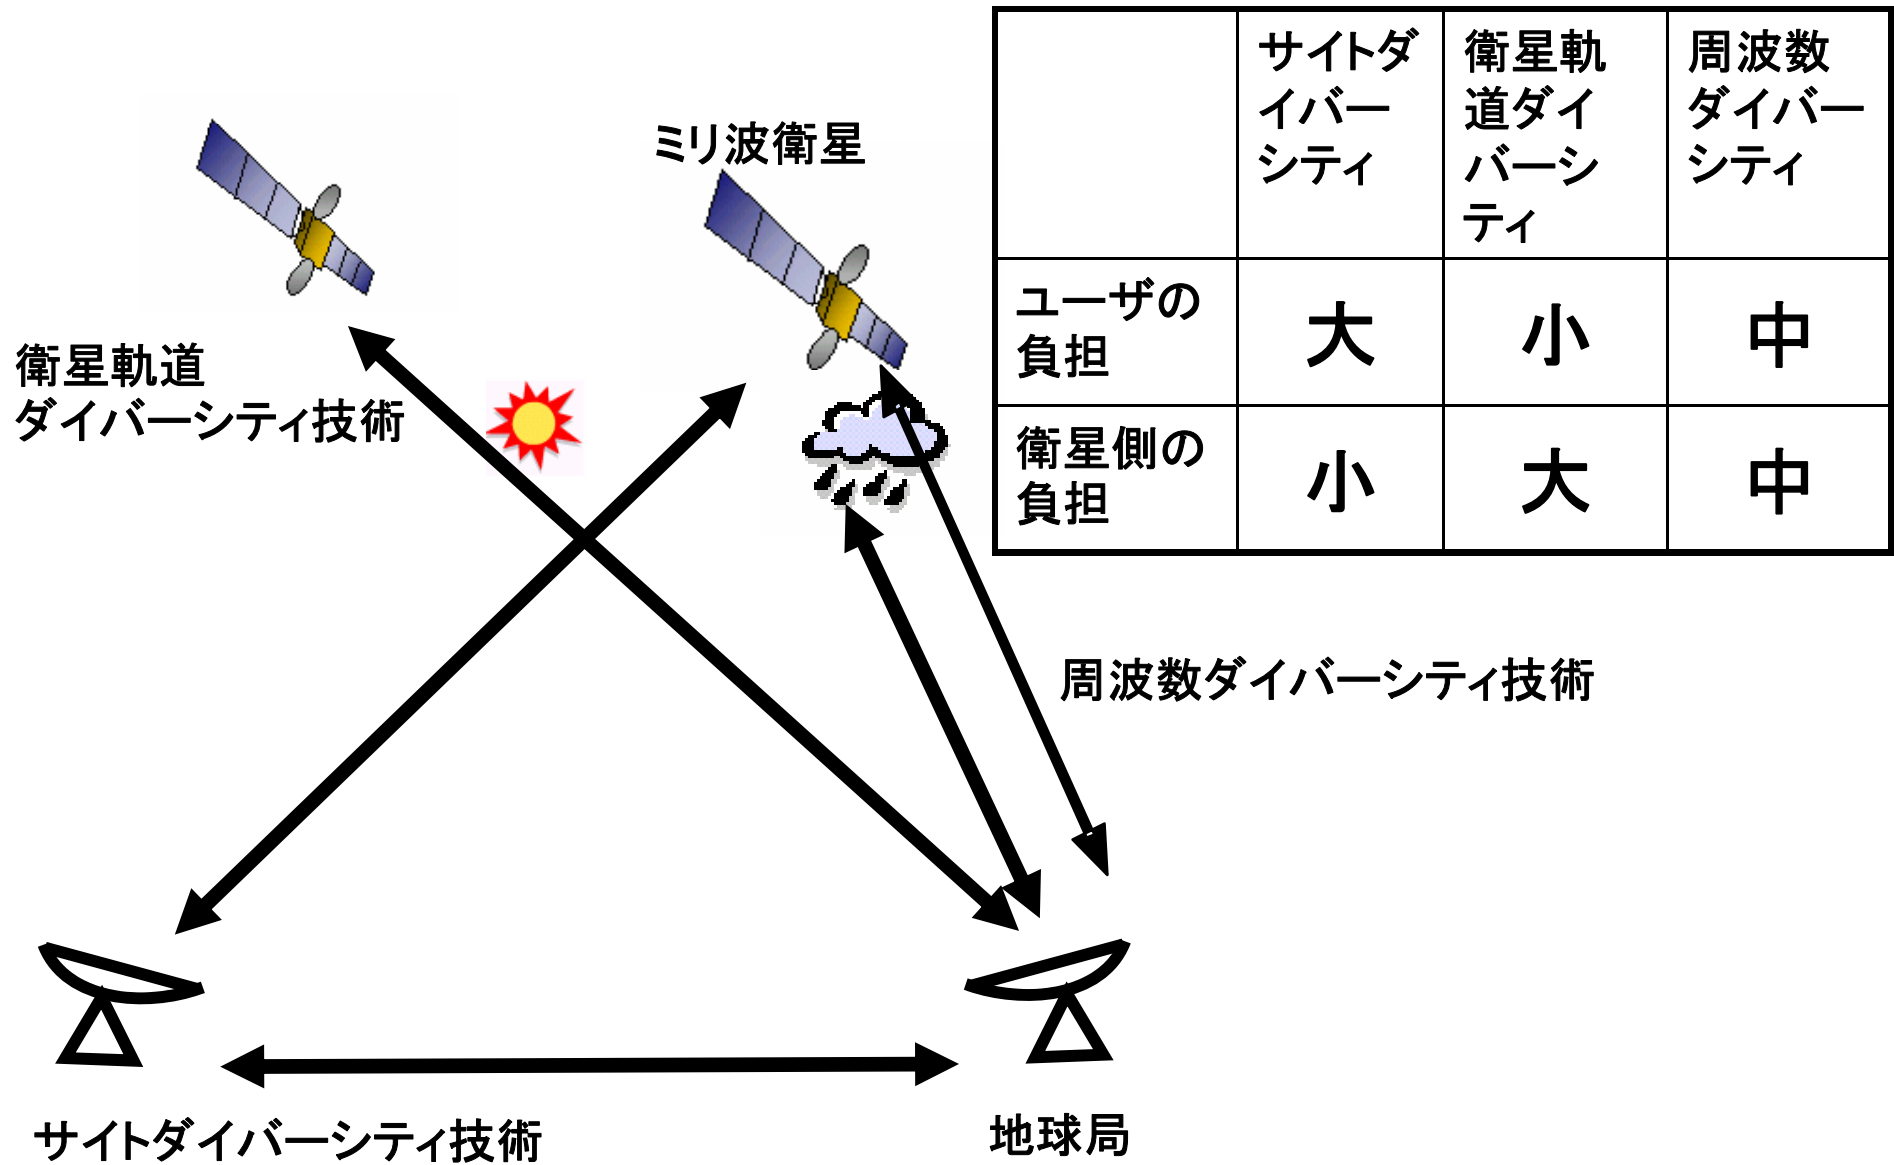 ミリ波衛星
衛星軌道
ダイバーシティ技術
サイトダ
イバー
シティ
衛星軌
道ダイ
バーシ
ティ
周波数
ダイバー
シティ
ユーザの
負担
大
小
中
衛星側の
負担
小
大
中
周波数ダイバーシティ技術
サイトダイバーシティ技術
地球局